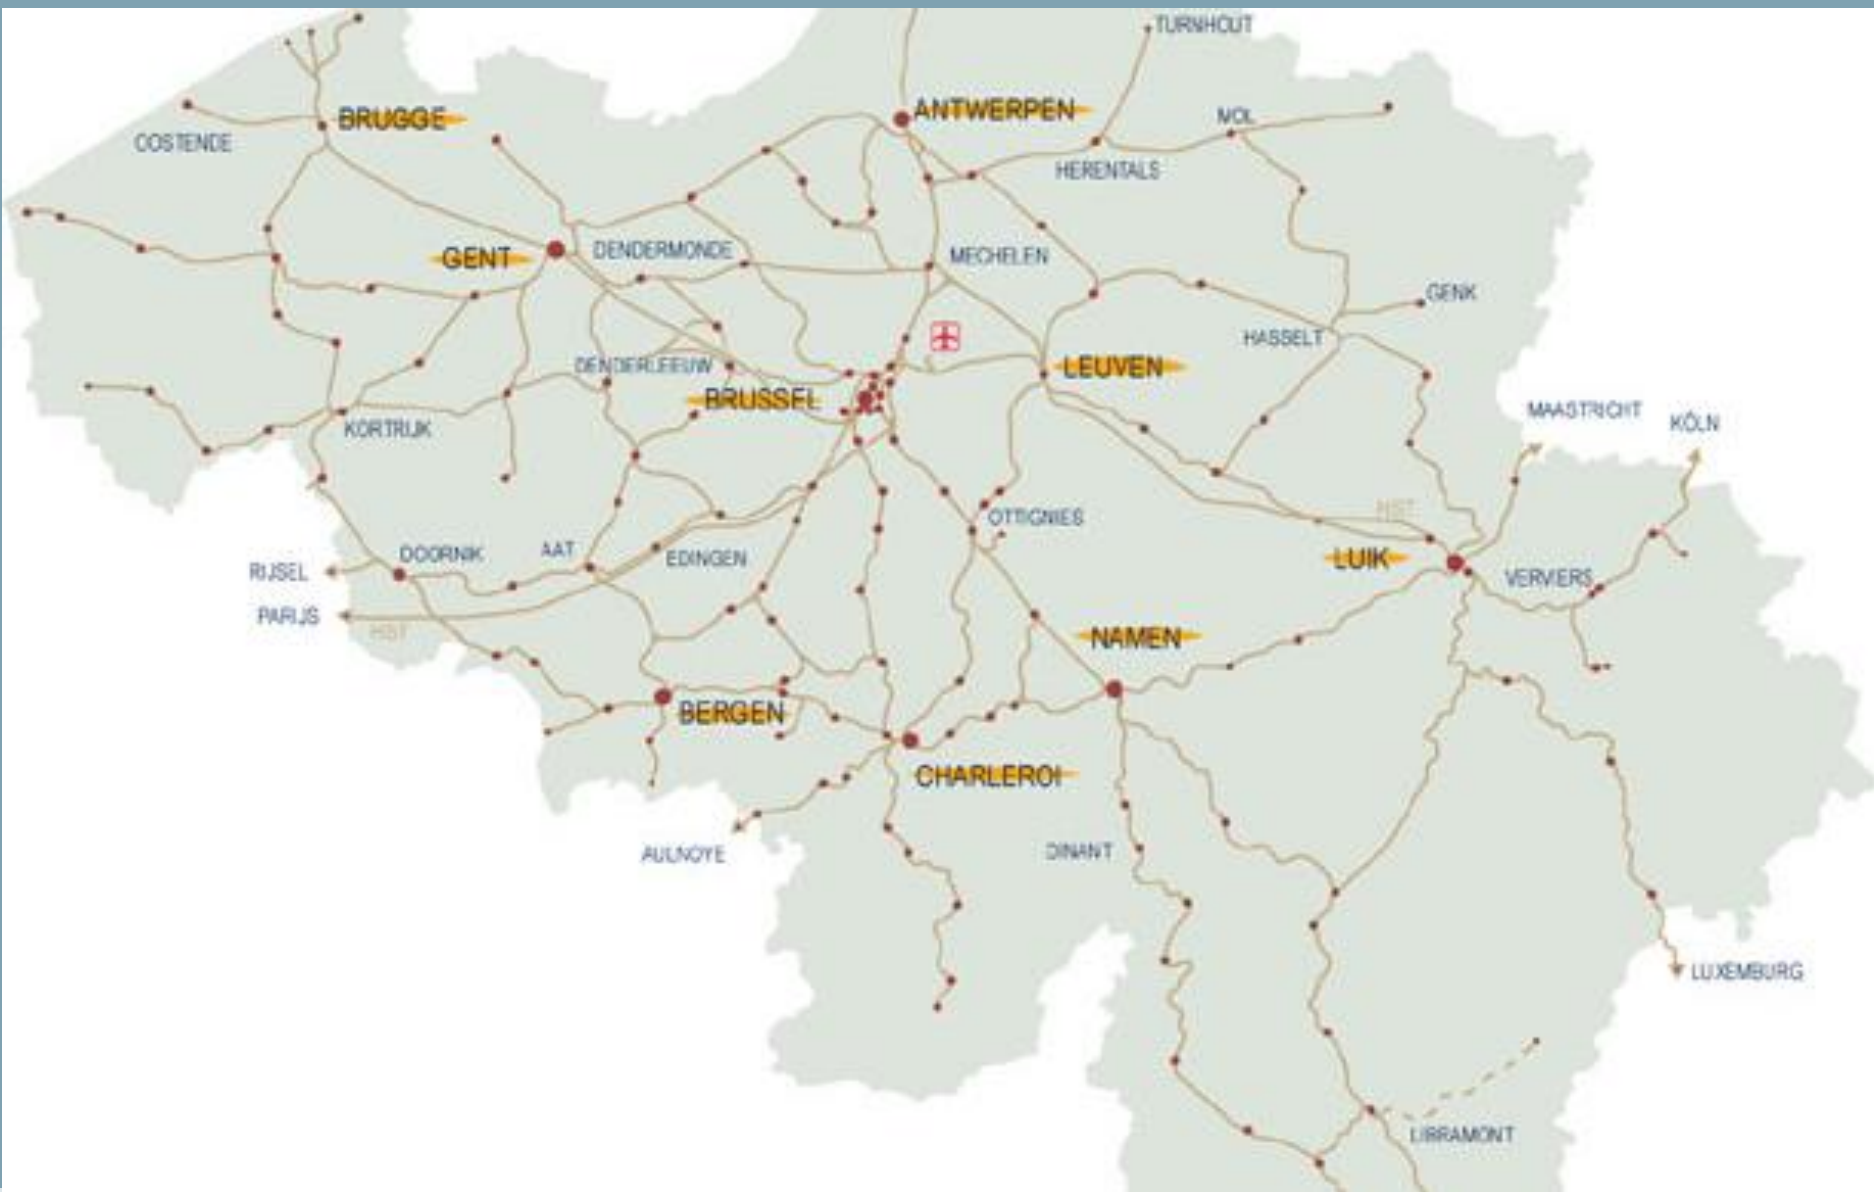 TURNHOUT
ANTWERPEN
BRUGGE
MOL
OOSTENDE
HERENTALS
GENT
DENDERMONDE
MECHELEN
GENK
HASSELT
DENDERLEEUW
LEUVEN
BRUSSEL
MAASTRICHT
KÖLN
KORTRIJK
HST
OTTIGNIES
DOORNIK
AAT
EDINGEN
LUIK
RIJSEL
VERVIERS
PARIJS
HST
NAMEN
BERGEN
CHARLEROI
AULNOYE
DINANT
LUXEMBURG
LIBRAMONT